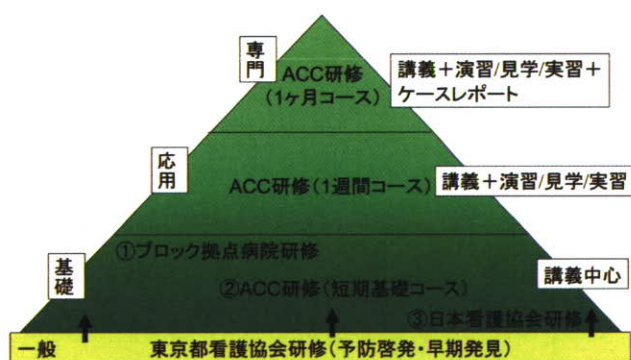 専門
ACC研修
(1ヶ月コース)
講義+演習/見学/実習+
ケースレポート
応用
ACC研修(1週間コース)
講義+演習/見学/実習
基礎
①ブロック拠点病院研修
②ACC研修(短期基礎コース)
③日本看護協会研修
講義中心
一般
東京都看護協会研修(予防啓発・早期発見)